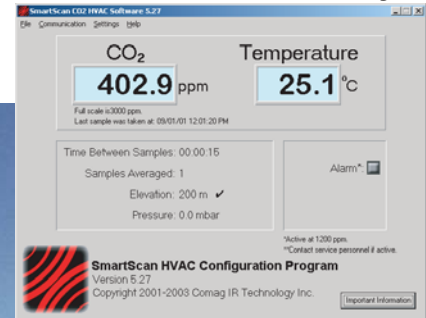 SmartScan CO2 HVAC Software 5.27
File Communication Settings Help
CO₂
Temperature
402.9 ppm
25.1 °C
Full scale is3000 ppm.
Last sample was taken at: 09/01/01 12:01:20 PM
Time Between Samples: 00:00:15
Samples Averaged: 1
Elevation: 200 m ✔
Pressure: 0.0 mbar
Alarm*:
*Active at 1200 ppm.
**Contact service personnel if active.
SmartScan HVAC Configuration Program
Version 5.27
Copyright 2001-2003 Comag IR Technology Inc.
Important Information